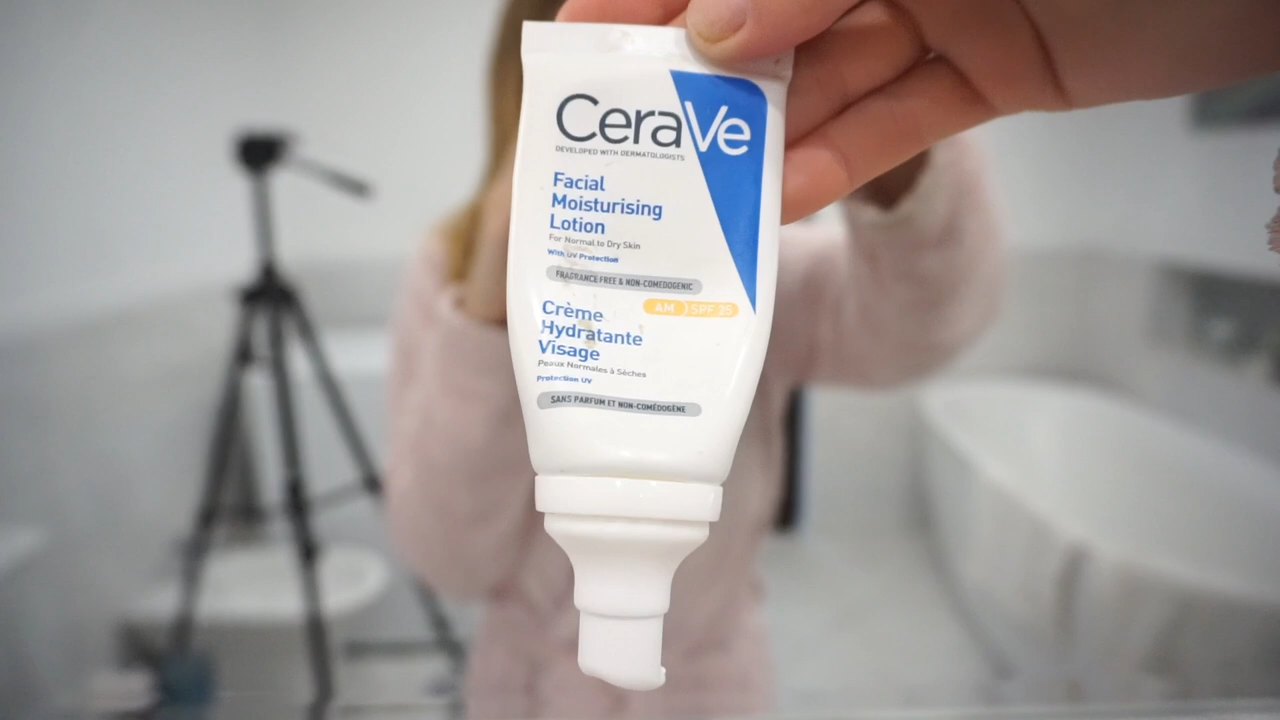 CeraVe
DEVELOPED WITH DERMATOLOGISTS
Facial
Moisturising
Lotion
For Normal to Dry Skin
With UV Protection
FRAGRANCE FREE & NON-COMEDOGENIC
AM SPF 25
Crème
Hydratante
Visage
Peaux Normales à Sèches
Protection UV
SANS PARFUM ET NON-COMÉDOGÈNE